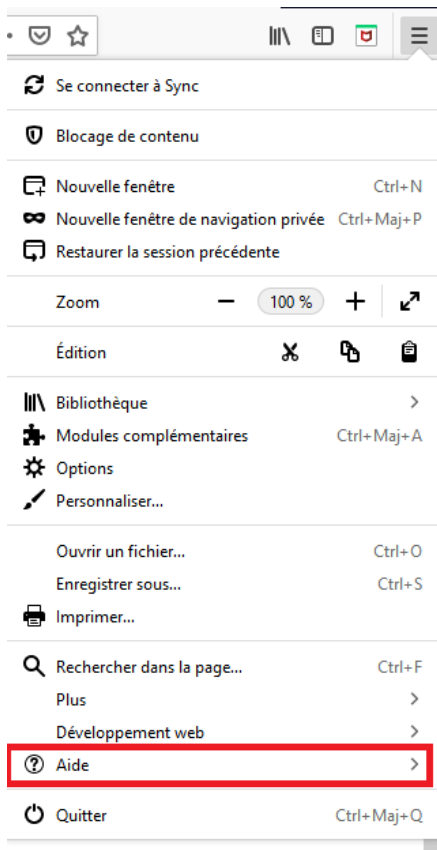 Se connecter à Sync
Blocage de contenu
Nouvelle fenêtre Ctrl+N
Nouvelle fenêtre de navigation privée Ctrl+Maj+P
Restaurer la session précédente
Zoom 100 %
Édition
Bibliothèque
Modules complémentaires Ctrl+Maj+A
Options
Personnaliser...
Ouvrir un fichier... Ctrl+O
Enregistrer sous... Ctrl+S
Imprimer...
Rechercher dans la page... Ctrl+F
Plus
Développement web
Aide
Quitter Ctrl+Maj+Q